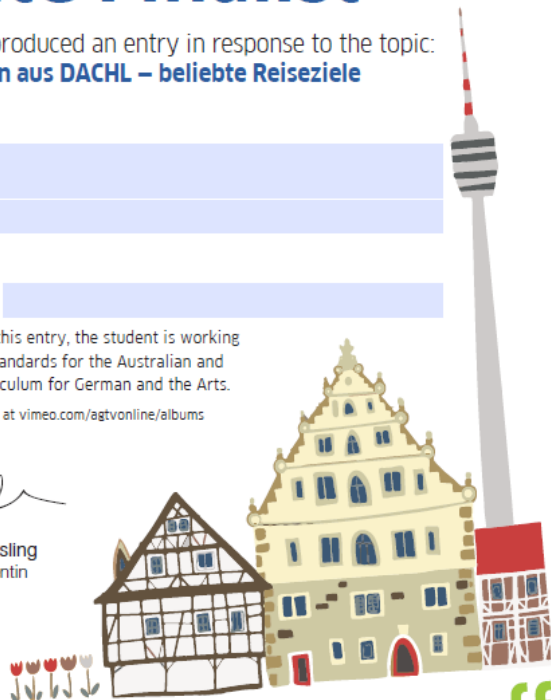 produced an entry in response to the topic:
n aus DACHL – beliebte Reiseziele
this entry, the student is working
andards for the Australian and
culum for German and the Arts.
at vimeo.com/agtvonline/albums
sling
ntin